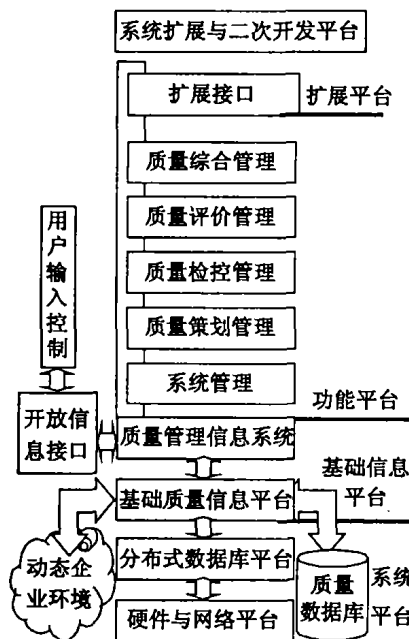 系统扩展与二次开发平台
扩展接口
扩展平台
质量综合管理
质量评价管理
质量检控管理
质量策划管理
系统管理
用
户
输
入
控
制
功能平台
开放信
息接口
质量管理信息系统
基础信息
平台
基础质量信息平台
动态企
业环境
分布式数据库平台
硬件与网络平台
质量
数据库
系统
平台